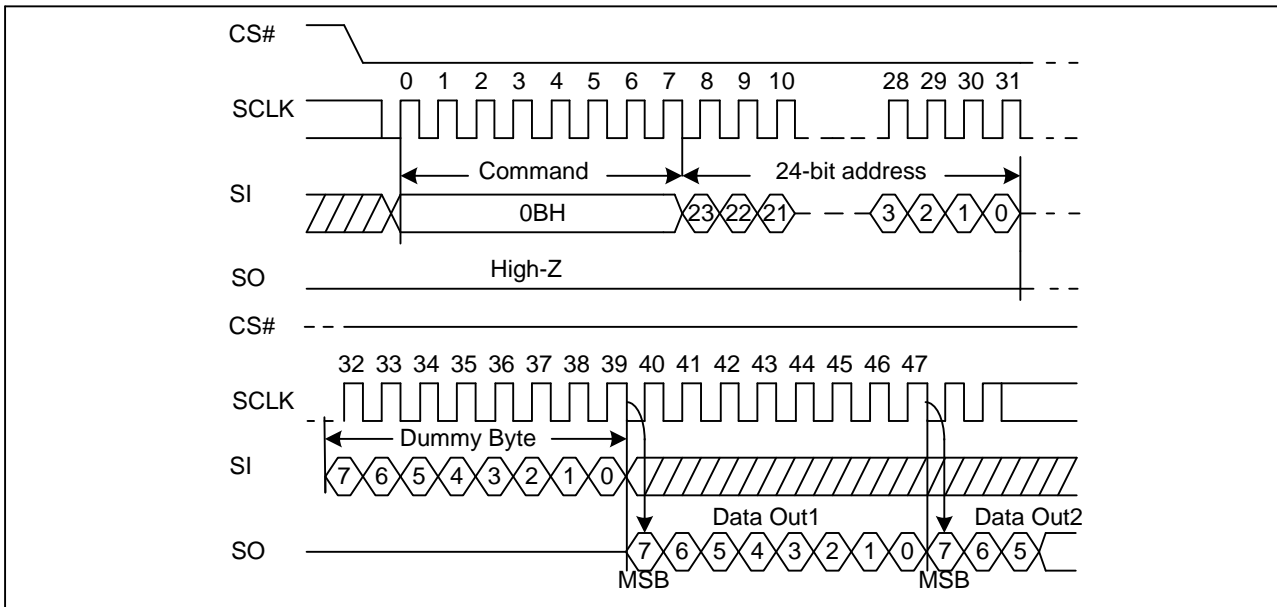 CS#
0 1 2 3 4 5 6 7 8 9 10 28 29 30 31
SCLK
Command 24-bit address
SI
0BH 23 22 21 3 2 1 0
High-Z
SO
CS#
32 33 34 35 36 37 38 39 40 41 42 43 44 45 46 47
SCLK
Dummy Byte
SI
7 6 5 4 3 2 1 0
Data Out1 Data Out2
SO
7 6 5 4 3 2 1 0 7 6 5
MSB MSB